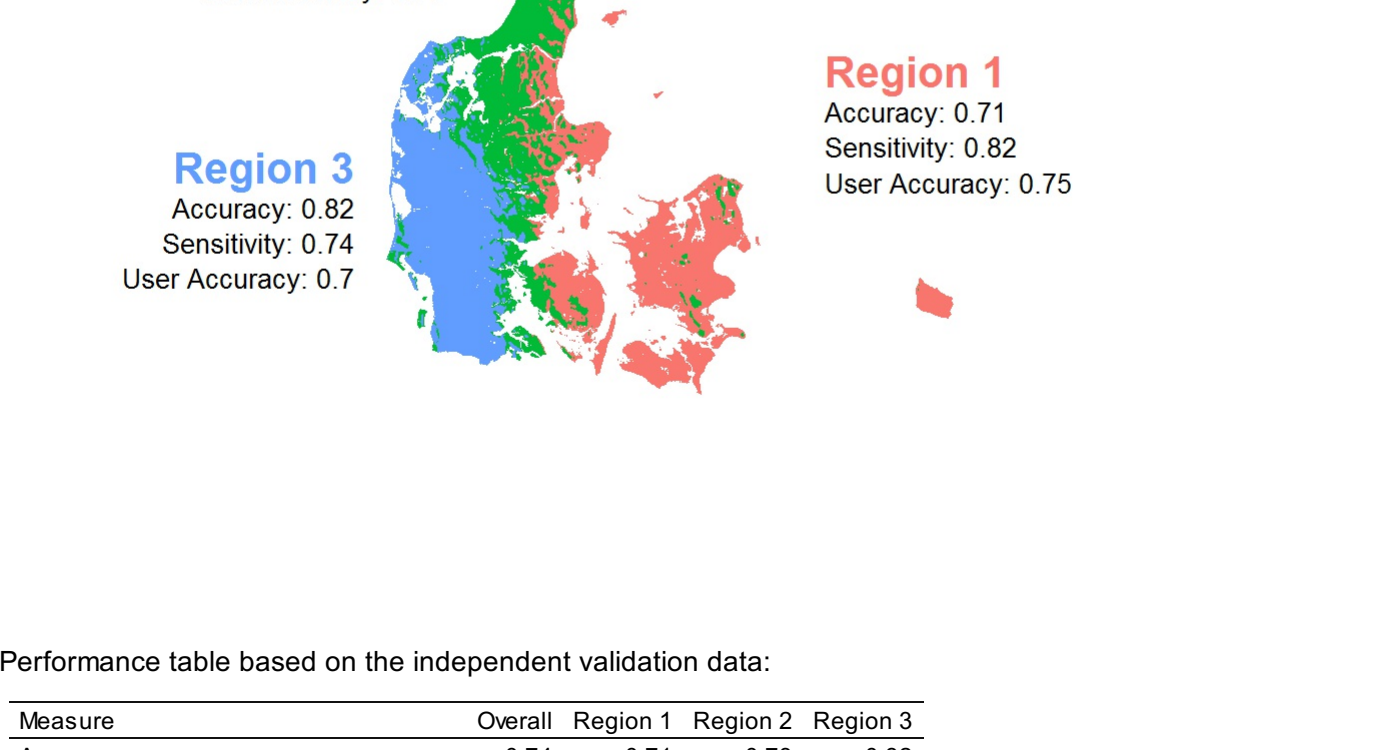 Region 1
Accuracy: 0.71
Sensitivity: 0.82
User Accuracy: 0.75
Region 3
Accuracy: 0.82
Sensitivity: 0.74
User Accuracy: 0.7
Performance table based on the independent validation data:
Measure Overall Region 1 Region 2 Region 3